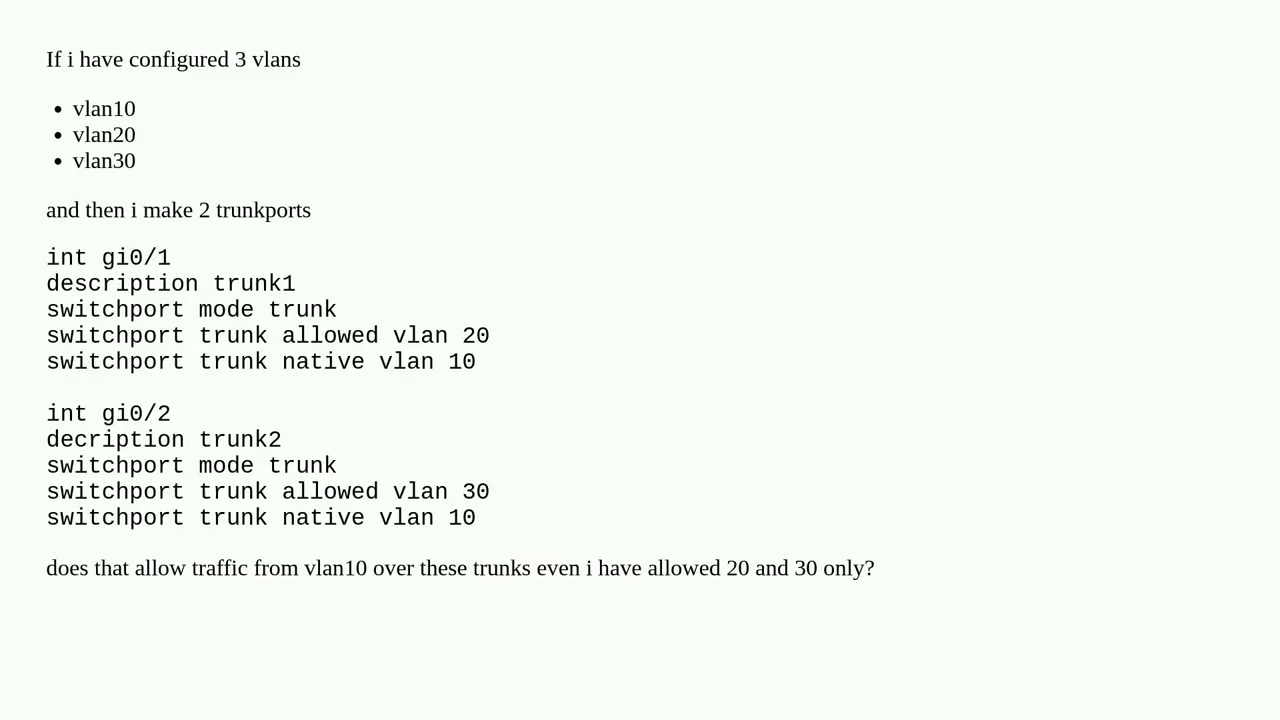 If i have configured 3 vlans
• vlan10
• vlan20
• vlan30
and then i make 2 trunkports
int gi0/1
description trunk1
switchport mode trunk
switchport trunk allowed vlan 20
switchport trunk native vlan 10
int gi0/2
decription trunk2
switchport mode trunk
switchport trunk allowed vlan 30
switchport trunk native vlan 10
does that allow traffic from vlan10 over these trunks even i have allowed 20 and 30 only?